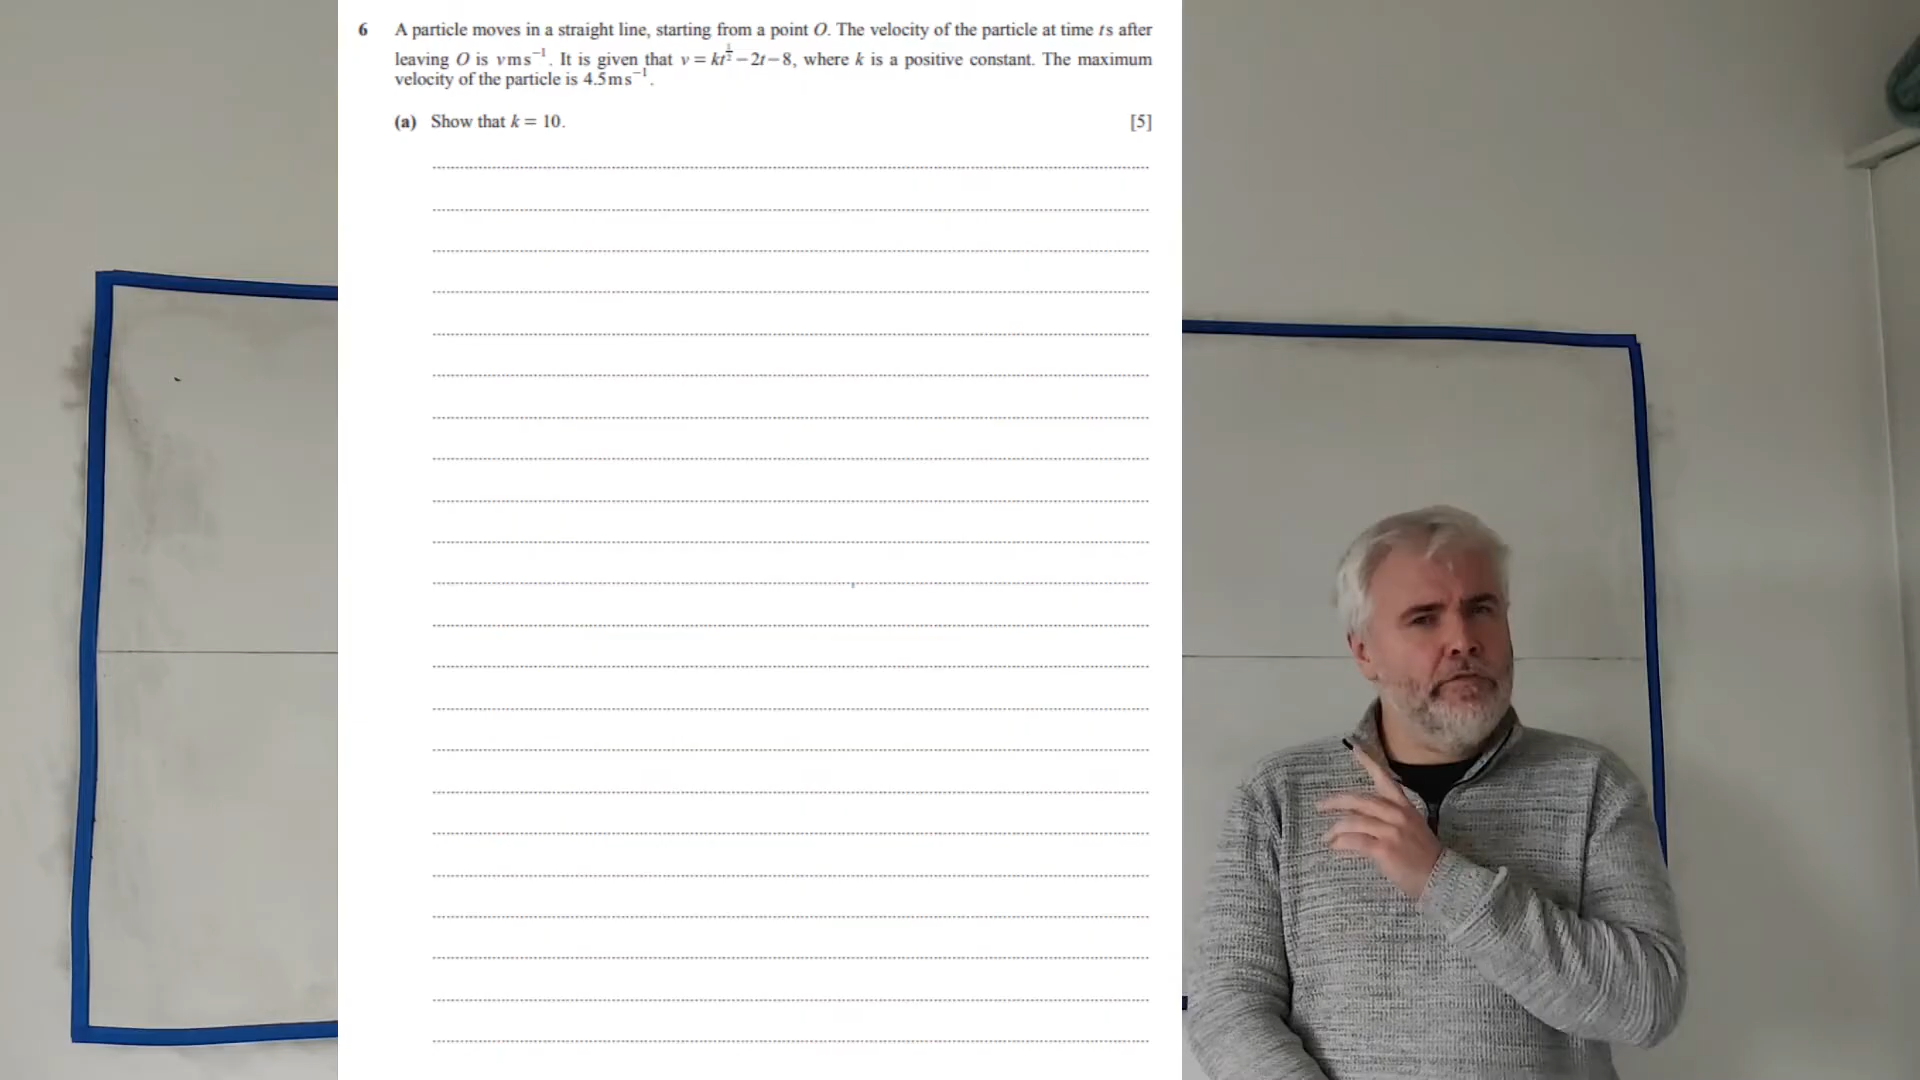 6 A particle moves in a straight line, starting from a point O. The velocity of the particle at time t s after
leaving O is v m s⁻¹. It is given that v = kt^{1/2} − 2t − 8, where k is a positive constant. The maximum
velocity of the particle is 4.5 m s⁻¹.
(a) Show that k = 10. [5]